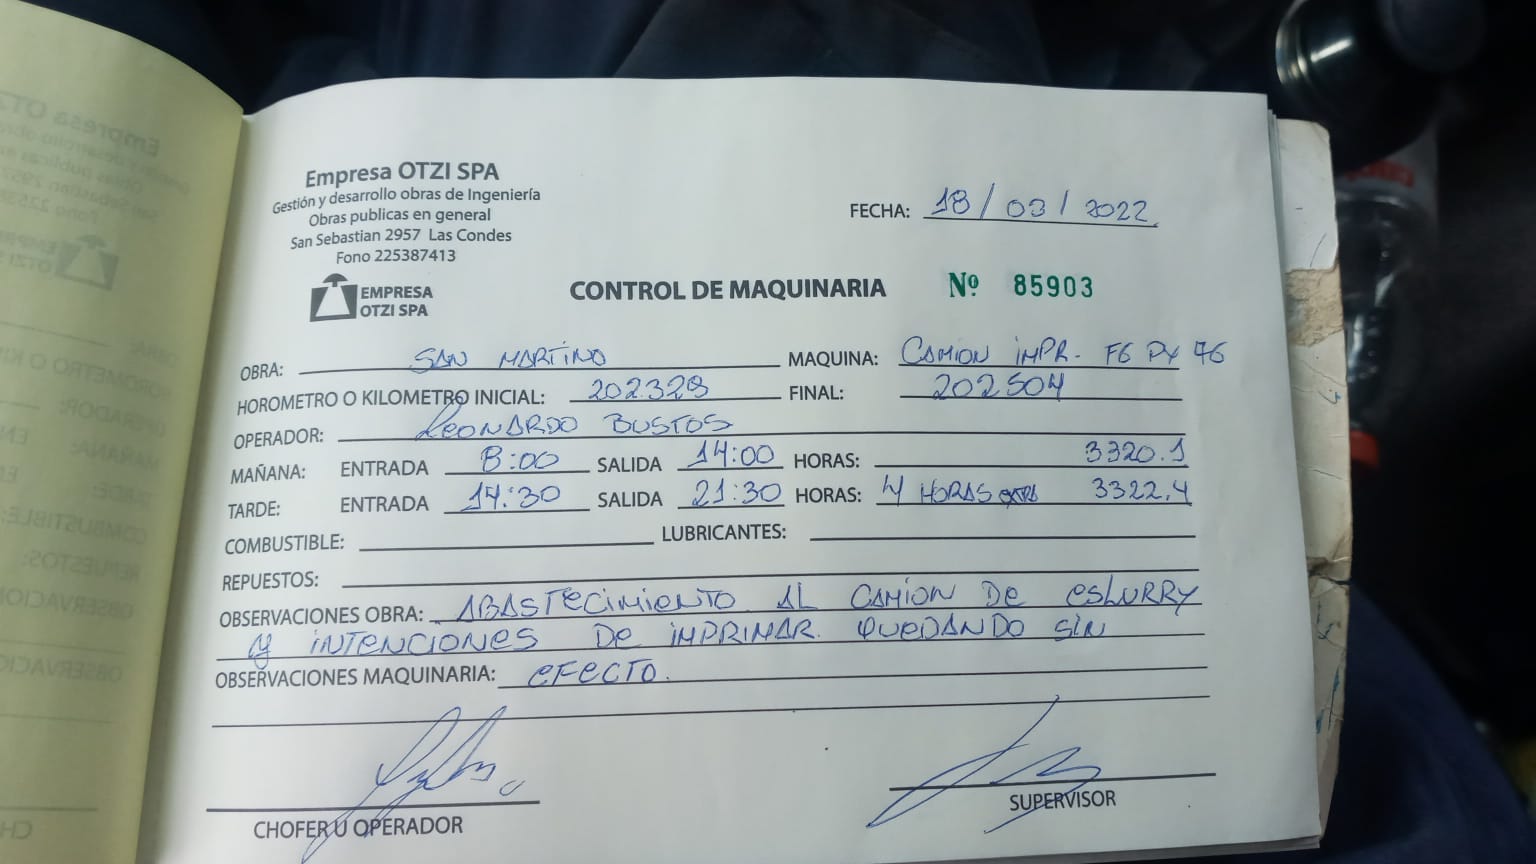 Empresa OTZI SPA
Gestión y desarrollo obras de Ingeniería
Obras publicas en general
San Sebastian 2957 Las Condes
Fono 225387413
EMPRESA
OTZI SPA
FECHA: 18/03/2022
CONTROL DE MAQUINARIA Nº 85903
OBRA: SAN MARTINO MAQUINA: CAMION IMPR. FG PY 76
HOROMETRO O KILOMETRO INICIAL: 202328 FINAL: 202504
OPERADOR: LEONARDO BUSTOS
MAÑANA: ENTRADA 8:00 SALIDA 14:00 HORAS: 3320.1
TARDE: ENTRADA 14:30 SALIDA 21:30 HORAS: 4 HORAS EXTRAS 3322,4
COMBUSTIBLE: LUBRICANTES:
REPUESTOS:
OBSERVACIONES OBRA: ABASTECIMIENTO AL CAMION DE ESLURRY
Y INTENCIONES DE IMPRIMAR. QUEDANDO SIN
OBSERVACIONES MAQUINARIA: EFECTO.
CHOFER U OPERADOR
SUPERVISOR